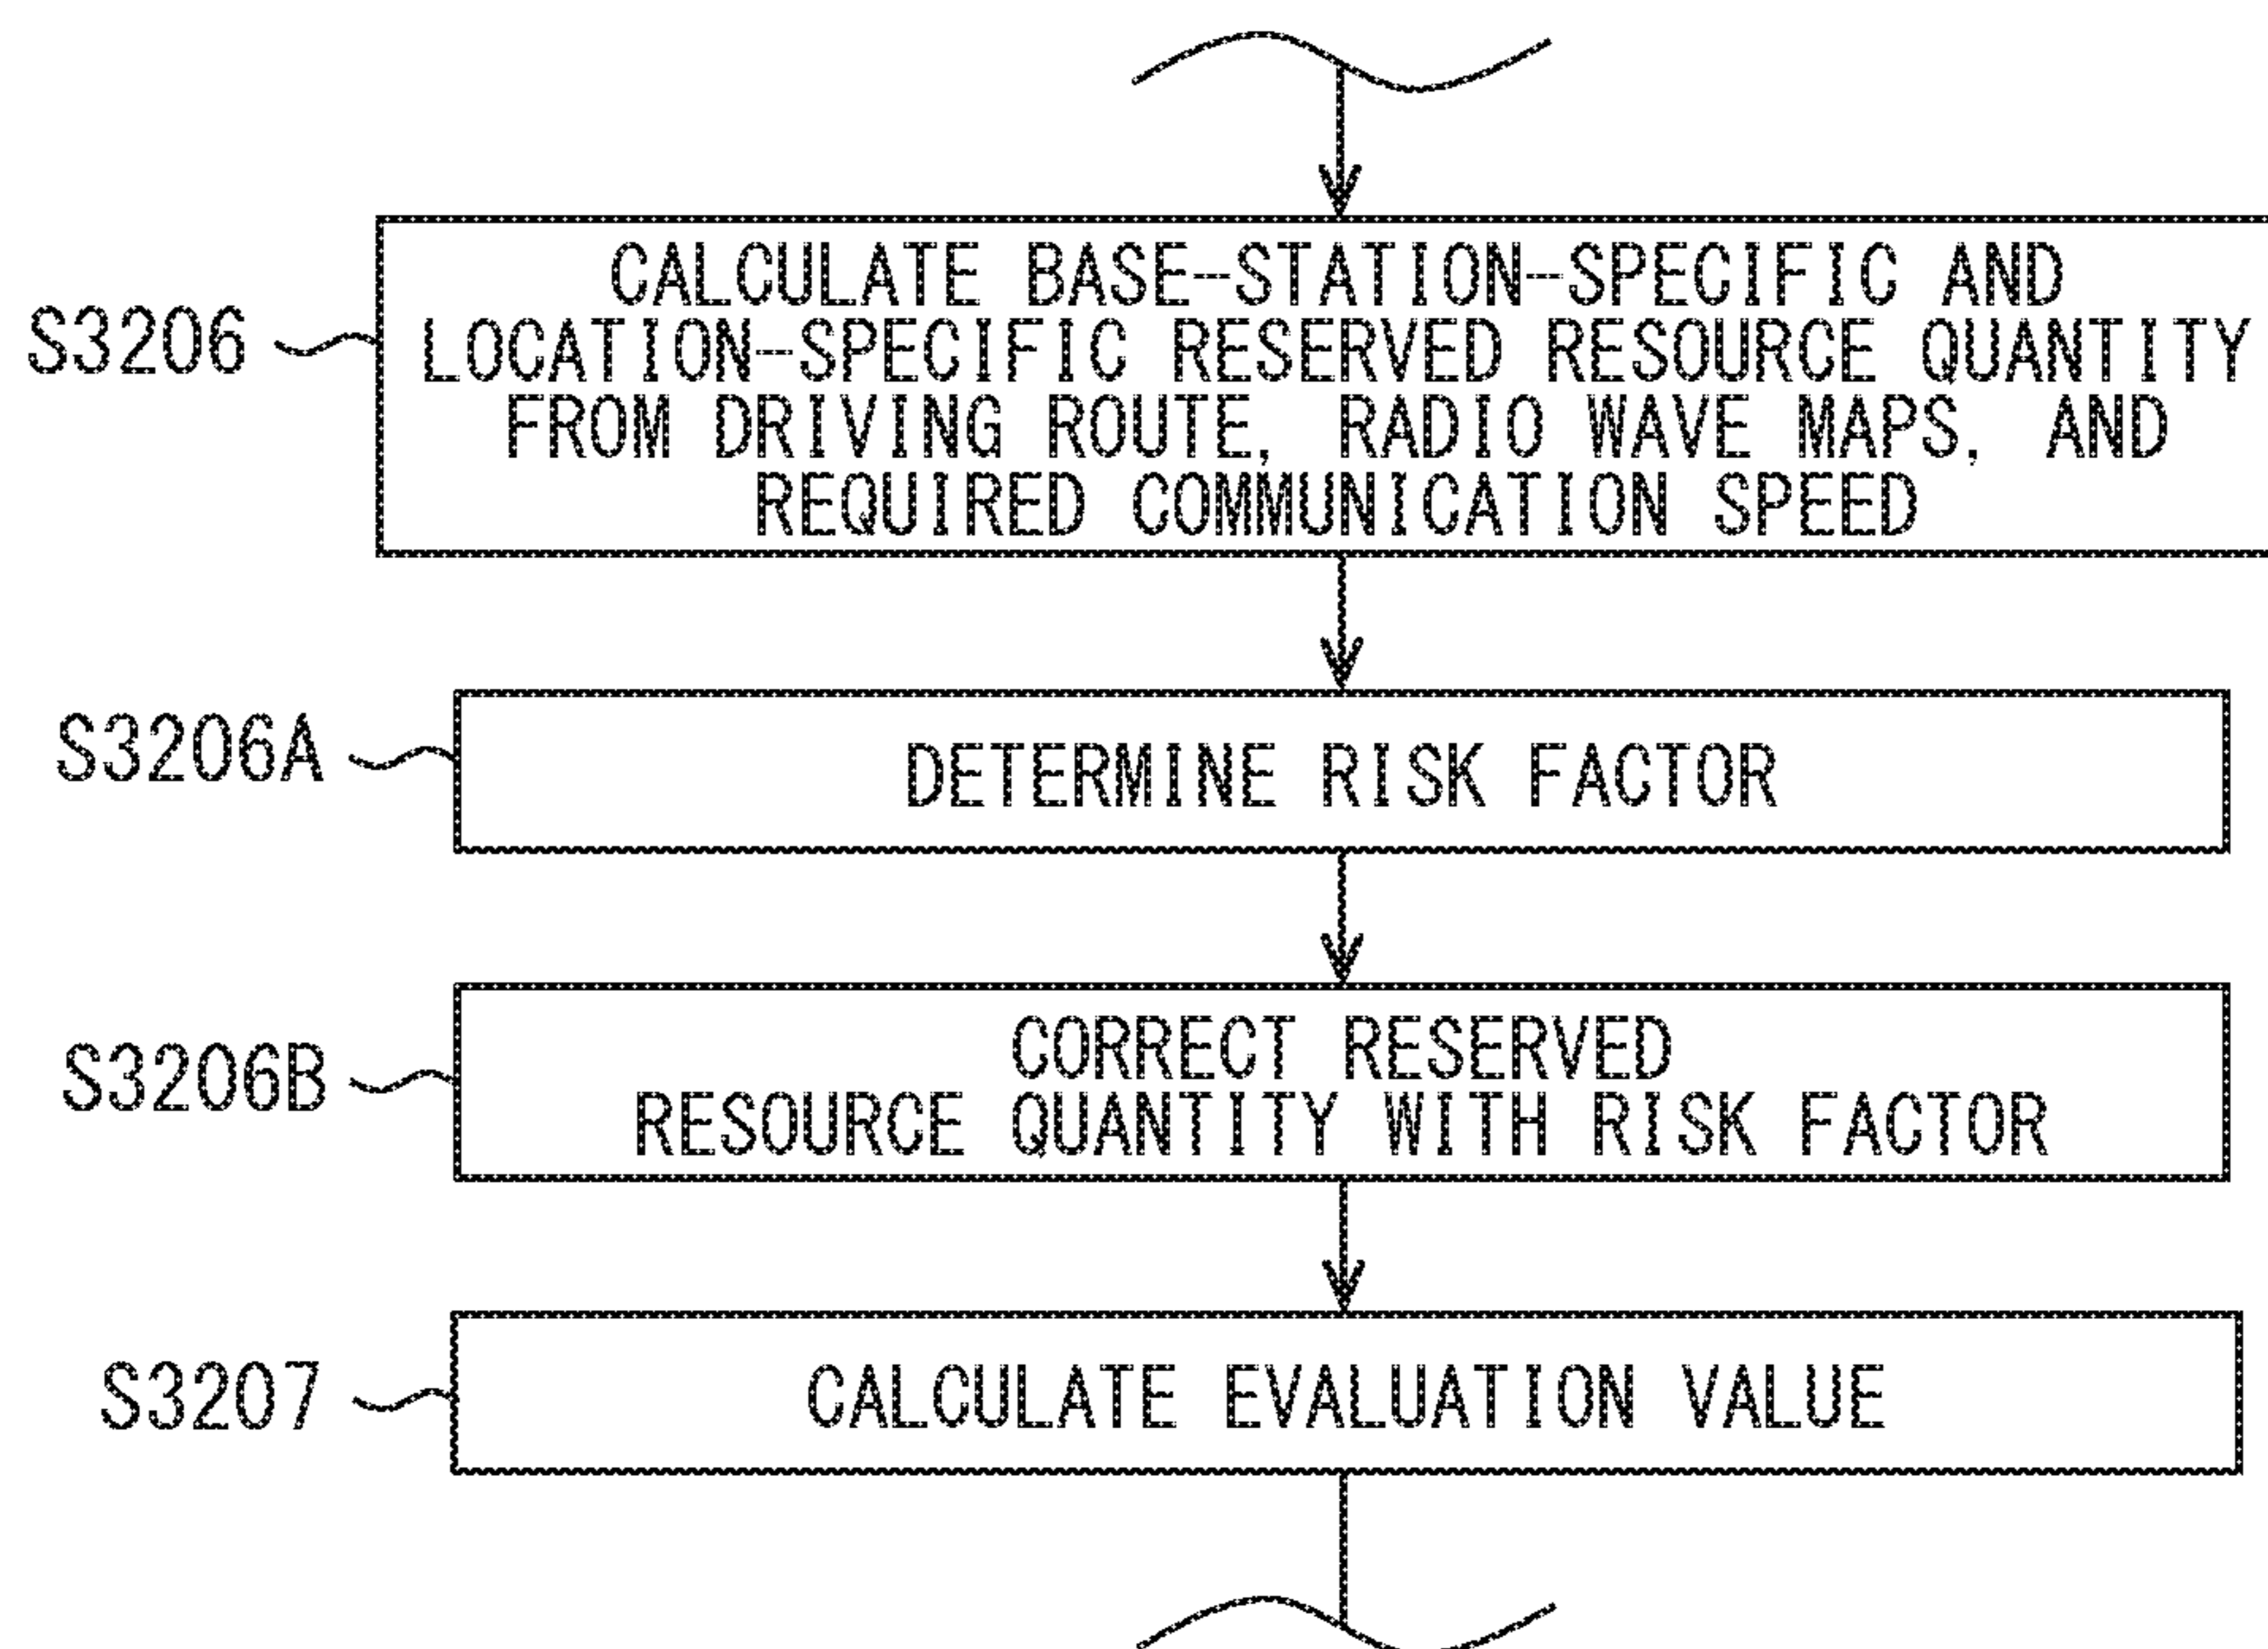 S3206
CALCULATE BASE-STATION-SPECIFIC AND
LOCATION-SPECIFIC RESERVED RESOURCE QUANTITY
FROM DRIVING ROUTE, RADIO WAVE MAPS, AND
REQUIRED COMMUNICATION SPEED
S3206A
DETERMINE RISK FACTOR
S3206B
CORRECT RESERVED
RESOURCE QUANTITY WITH RISK FACTOR
S3207
CALCULATE EVALUATION VALUE